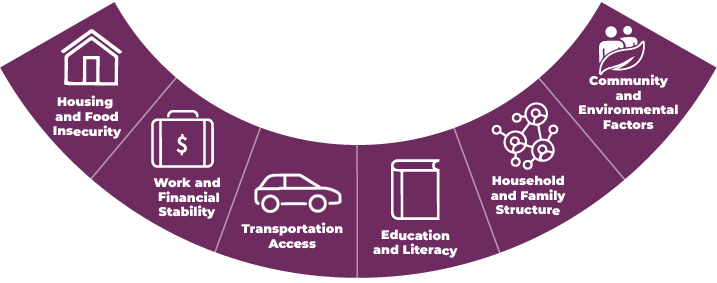 Housing
and Food
Insecurity
$
Work and
Financial
Stability
Transportation
Access
Education
and Literacy
Household
and Family
Structure
Community
and
Environmental
Factors